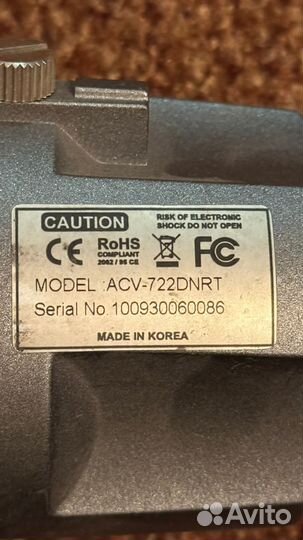 CAUTION
RISK OF ELECTRONIC
SHOCK DO NOT OPEN
CE RoHS FC
COMPLIANT
2002 / 95 CE
MODEL :ACV-722DNRT
Serial No.100930060086
MADE IN KOREA
Avito